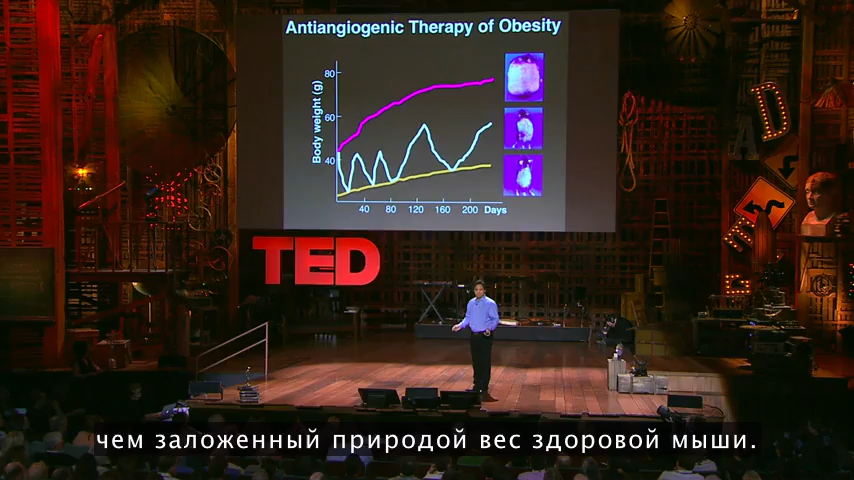 Antiangiogenic Therapy of Obesity
80
60
40
Body weight (g)
40 80 120 160 200 Days
TED
D
A
чем заложенный природой вес здоровой мыши.